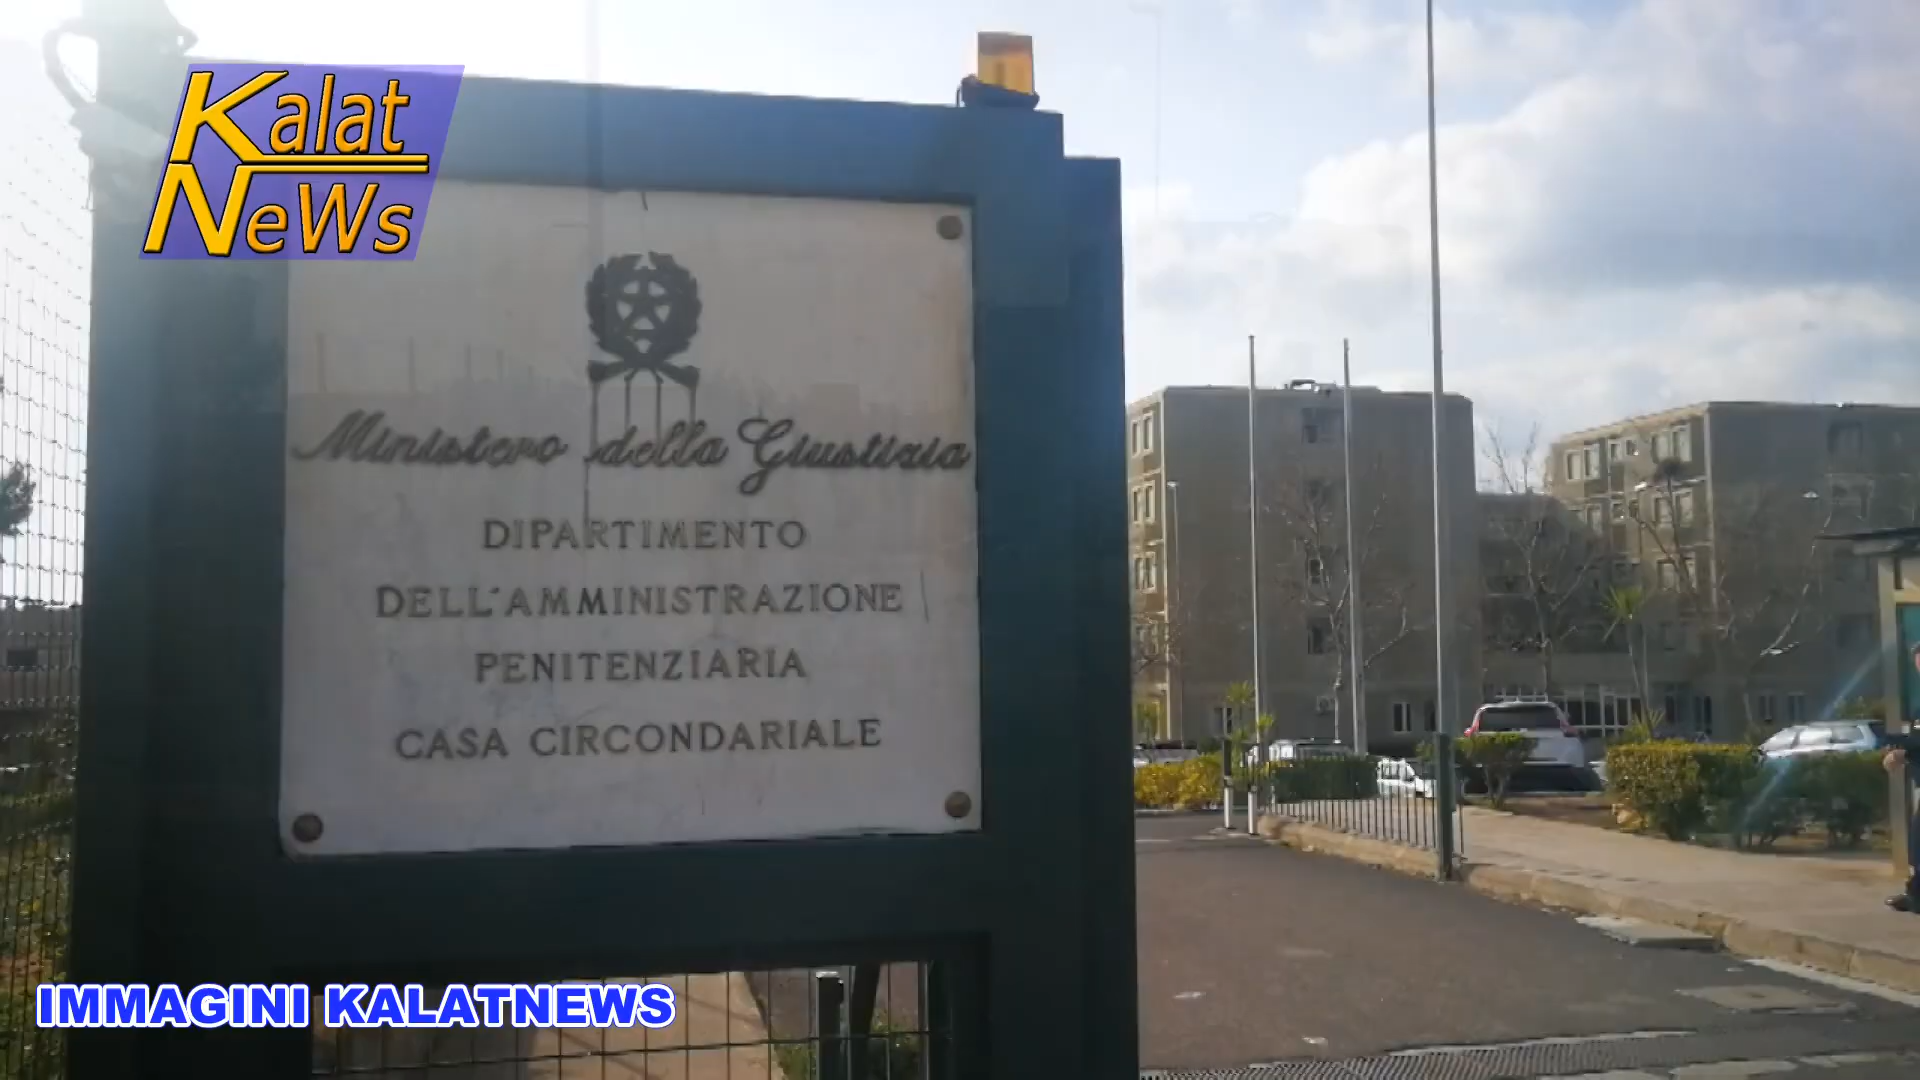 Kalat
NeWs
Ministero della Giustizia
DIPARTIMENTO
DELL'AMMINISTRAZIONE
PENITENZIARIA
CASA CIRCONDARIALE
IMMAGINI KALATNEWS